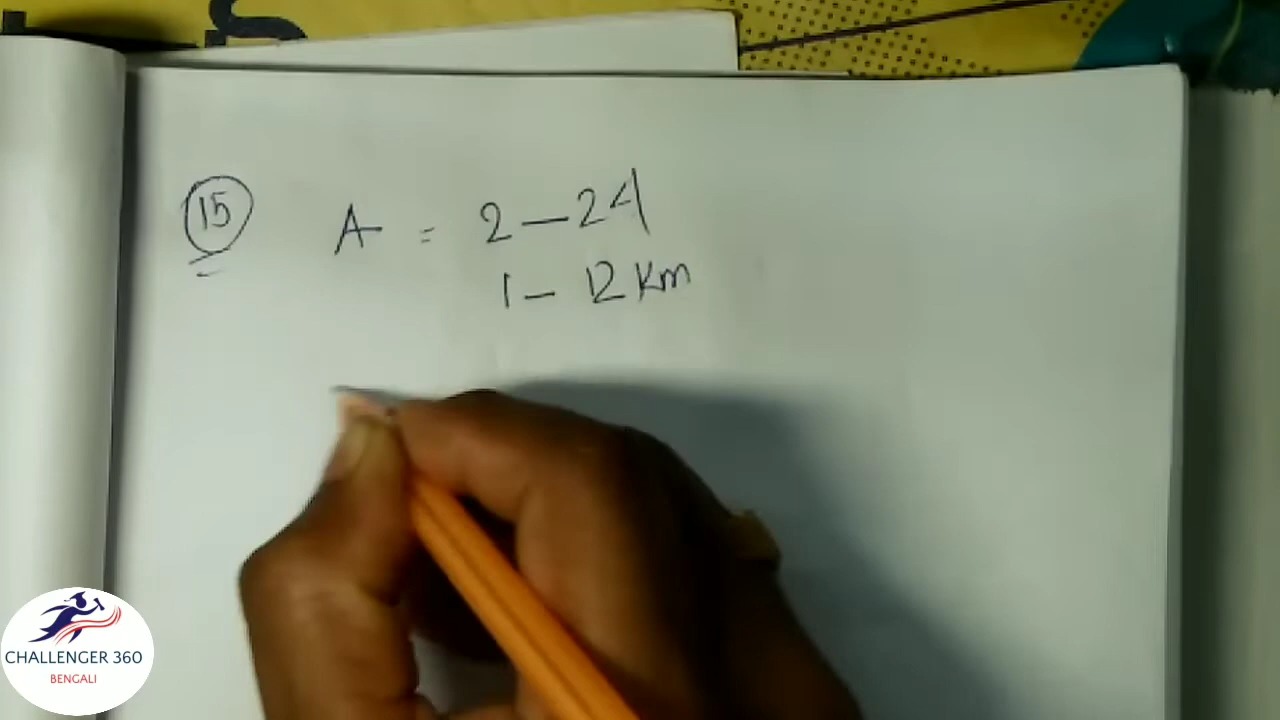 15 A = 2 – 24
1 – 12 Km
CHALLENGER 360
BENGALI